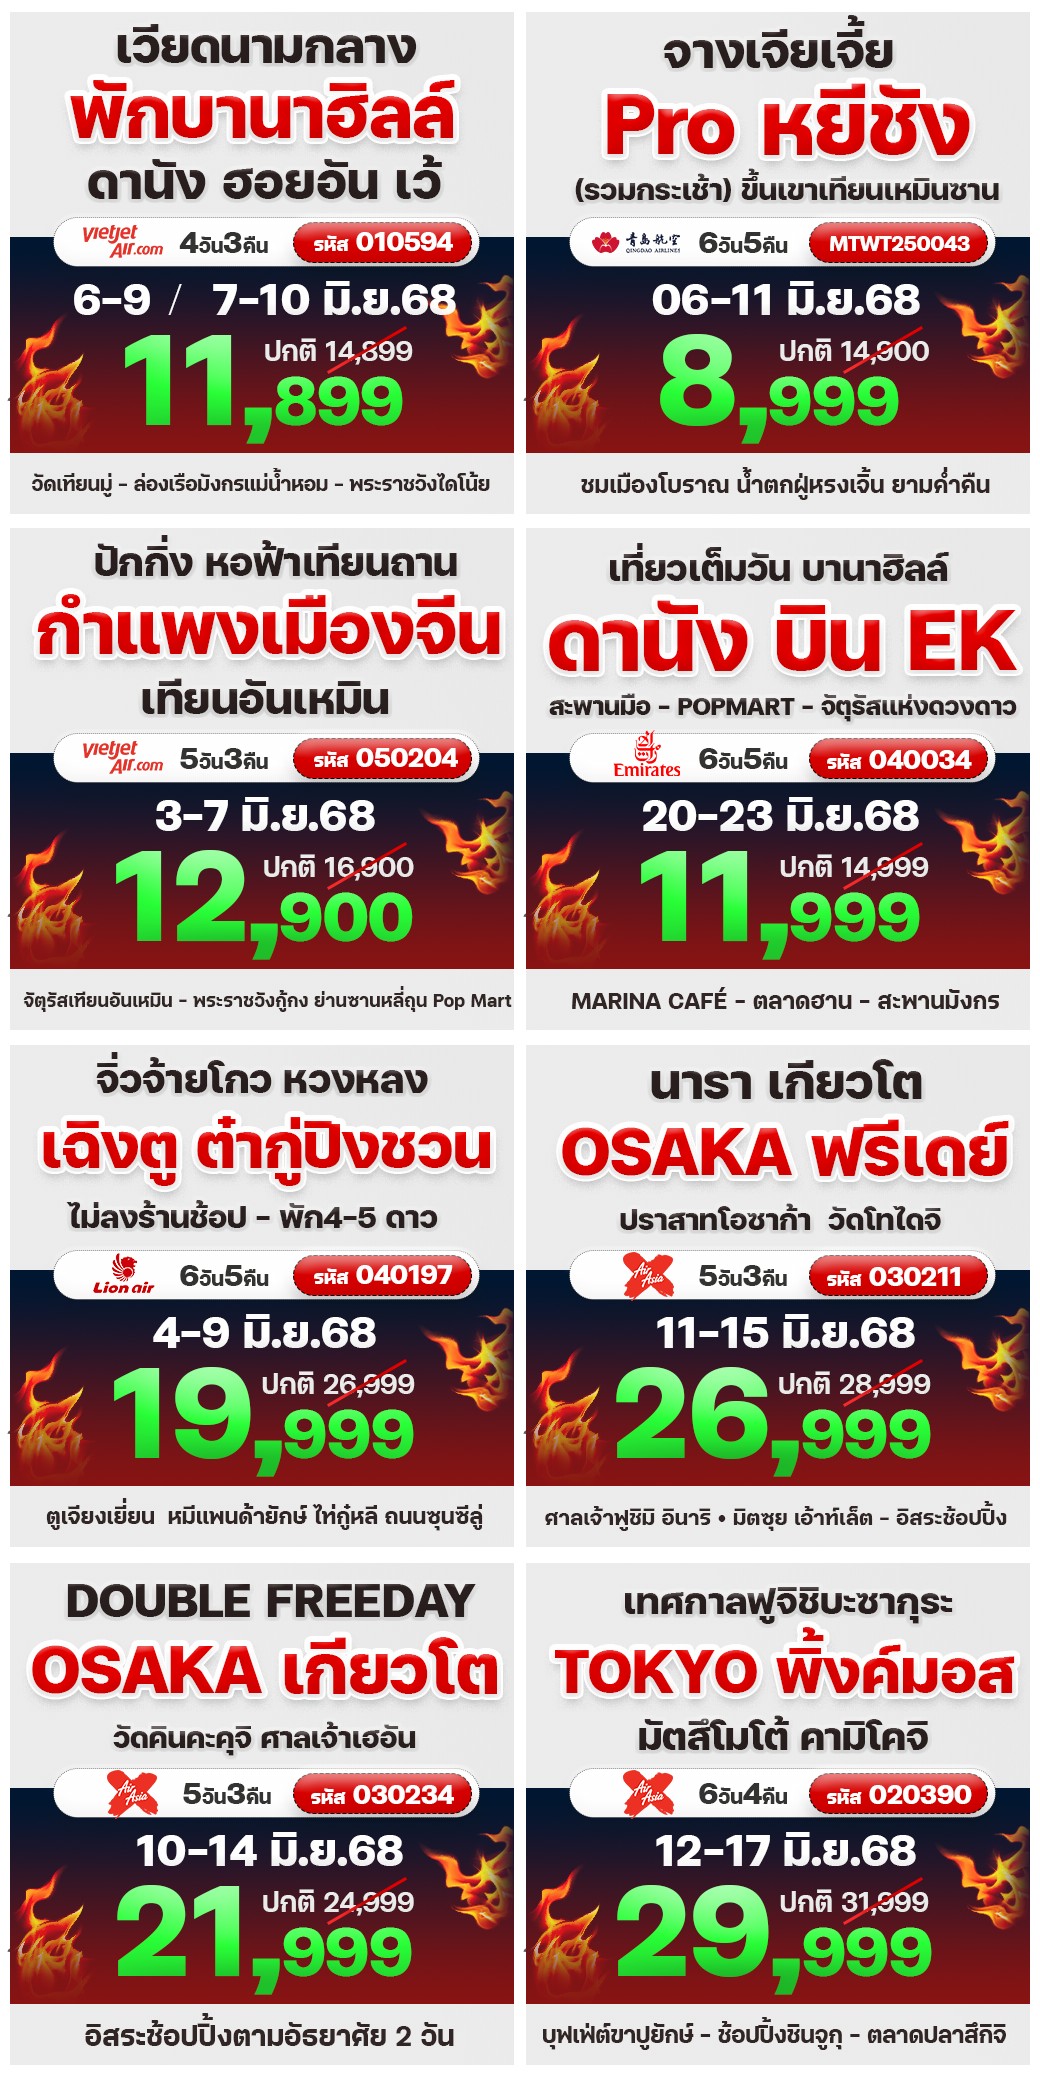 เวียดนามกลาง
พักบานาฮิลล์
ดานัง ฮอยอัน เว้
vietjet Air.com 4วัน3คืน รหัส 010594
6-9 / 7-10 มิ.ย.68
ปกติ 14,899
11,899
วัดเทียนมู่ - ล่องเรือมังกรแม่น้ำหอม - พระราชวังไดโน้ย
จางเจียเจี้ย
Pro หยีชัง
(รวมกระเช้า) ขึ้นเขาเทียนเหมินซาน
青島航空 QINGDAO AIRLINES 6วัน5คืน MTWT250043
06-11 มิ.ย.68
ปกติ 14,900
8,999
ชมเมืองโบราณ น้ำตกฝูหรงเจิ้น ยามค่ำคืน
ปักกิ่ง หอฟ้าเทียนถาน
กำแพงเมืองจีน
เทียนอันเหมิน
vietjet Air.com 5วัน3คืน รหัส 050204
3-7 มิ.ย.68
ปกติ 16,900
12,900
จัตุรัสเทียนอันเหมิน - พระราชวังกู้กง ย่านซานหลี่ถุน Pop Mart
เที่ยวเต็มวัน บานาฮิลล์
ดานัง บิน EK
สะพานมือ - POPMART - จัตุรัสแห่งดวงดาว
Emirates 6วัน5คืน รหัส 040034
20-23 มิ.ย.68
ปกติ 14,999
11,999
MARINA CAFÉ - ตลาดฮาน - สะพานมังกร
จิ่วจ้ายโกว หวงหลง
เฉิงตู ต๋ากู่ปิงชวน
ไม่ลงร้านช้อป - พัก4-5 ดาว
Lion air 6วัน5คืน รหัส 040197
4-9 มิ.ย.68
ปกติ 26,999
19,999
ตูเจียงเยี่ยน หมีแพนด้ายักษ์ ไท่กู๋หลี ถนนซุนซีลู่
นารา เกียวโต
OSAKA ฟรีเดย์
ปราสาทโอซาก้า วัดโทไดจิ
Air Asia X 5วัน3คืน รหัส 030211
11-15 มิ.ย.68
ปกติ 28,999
26,999
ศาลเจ้าฟูชิมิ อินาริ • มิตซุย เอ้าท์เล็ต - อิสระช้อปปิ้ง
DOUBLE FREEDAY
OSAKA เกียวโต
วัดคินคะคุจิ ศาลเจ้าเฮอัน
Air Asia X 5วัน3คืน รหัส 030234
10-14 มิ.ย.68
ปกติ 24,999
21,999
อิสระช้อปปิ้งตามอัธยาศัย 2 วัน
เทศกาลฟูจิชิบะซากุระ
TOKYO พิ้งค์มอส
มัตสึโมโต้ คามิโคจิ
Air Asia X 6วัน4คืน รหัส 020390
12-17 มิ.ย.68
ปกติ 31,999
29,999
บุฟเฟ่ต์ขาปูยักษ์ - ช้อปปิ้งชินจูกุ - ตลาดปลาสึกิจิ